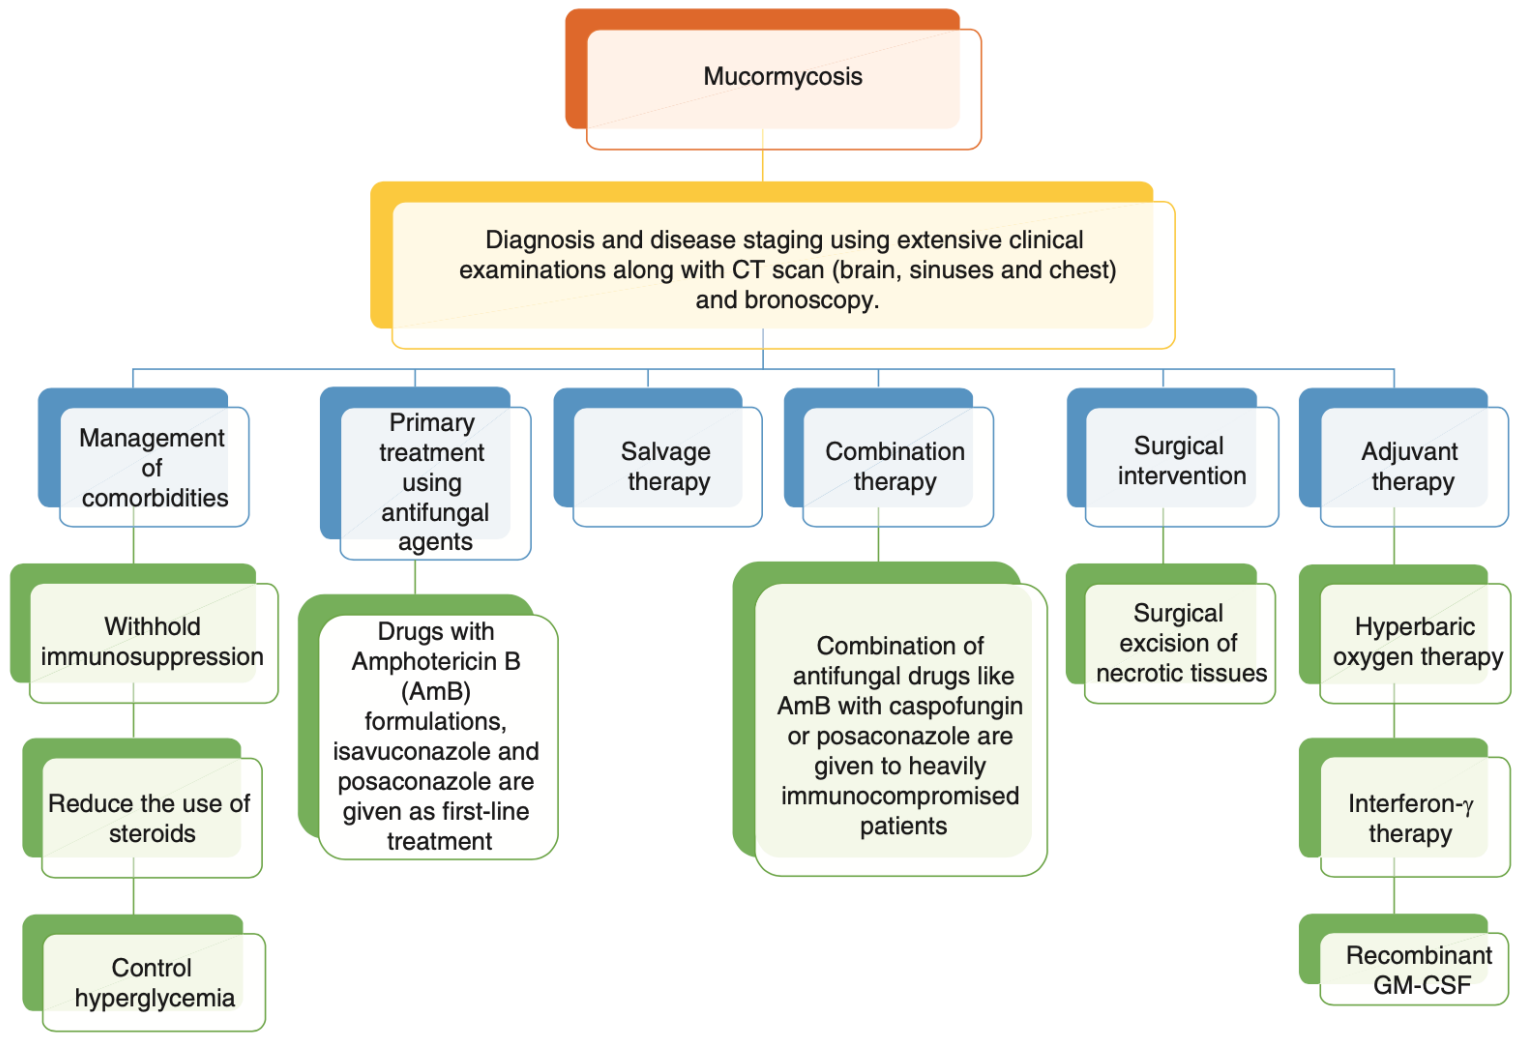 Mucormycosis
Diagnosis and disease staging using extensive clinical
examinations along with CT scan (brain, sinuses and chest)
and bronoscopy.
Management
of
comorbidities
Primary
treatment
using
antifungal
agents
Salvage
therapy
Combination
therapy
Surgical
intervention
Adjuvant
therapy
Withhold
immunosuppression
Reduce the use of
steroids
Control
hyperglycemia
Drugs with
Amphotericin B
(AmB)
formulations,
isavuconazole and
posaconazole are
given as first-line
treatment
Combination of
antifungal drugs like
AmB with caspofungin
or posaconazole are
given to heavily
immunocompromised
patients
Surgical
excision of
necrotic tissues
Hyperbaric
oxygen therapy
Interferon-γ
therapy
Recombinant
GM-CSF